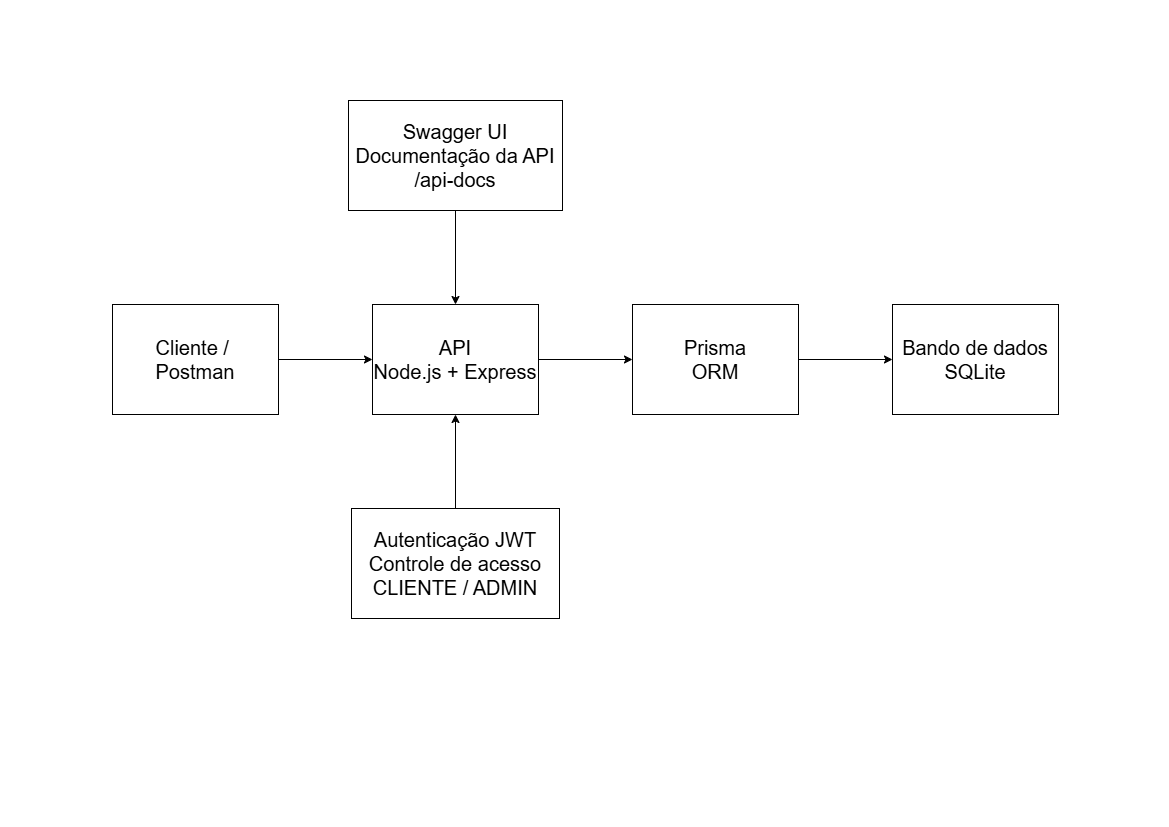 Swagger UI
Documentação da API
/api-docs
Cliente /
Postman
API
Node.js + Express
Prisma
ORM
Bando de dados
SQLite
Autenticação JWT
Controle de acesso
CLIENTE / ADMIN